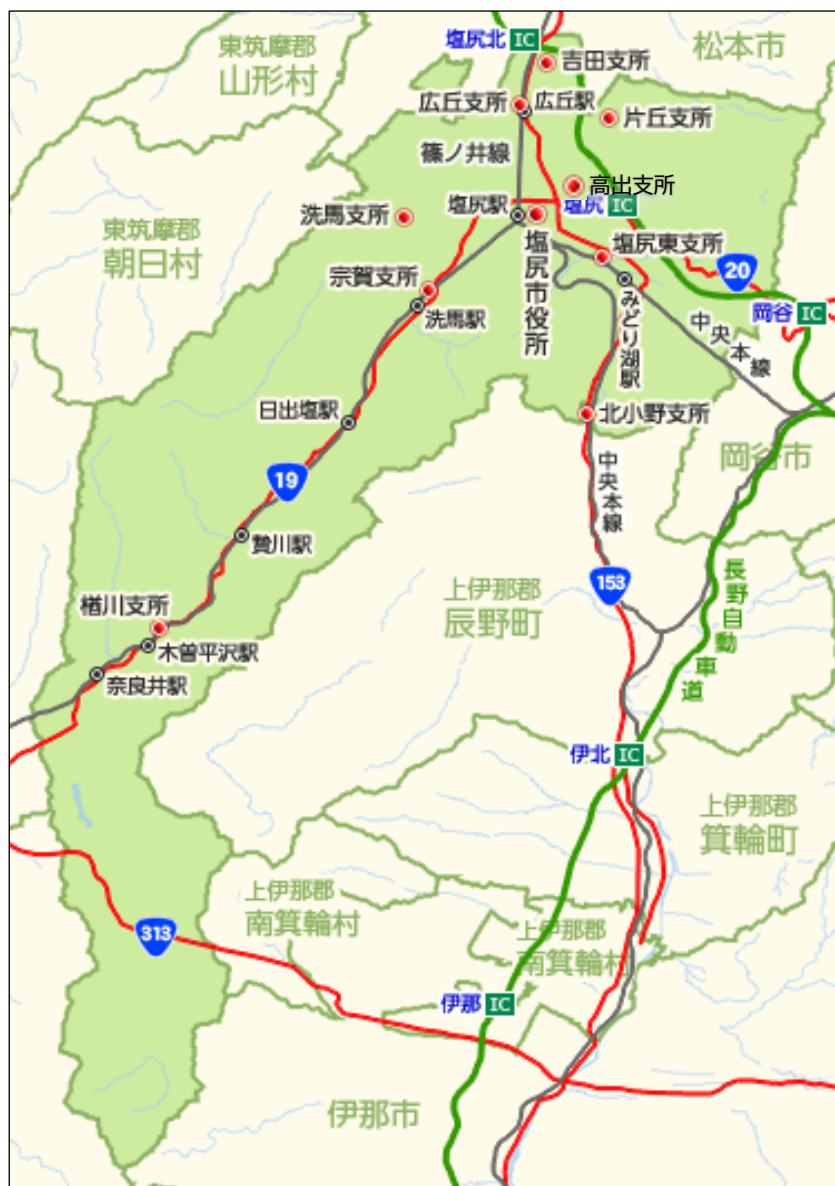 東筑摩郡
山形村
塩尻北 IC
松本市
吉田支所
広丘支所
広丘駅
片丘支所
篠ノ井線
高出支所
洗馬支所
塩尻駅
塩尻 IC
東筑摩郡
朝日村
塩尻市役所
塩尻東支所
20
宗賀支所
洗馬駅
みどり湖駅
中央本線
岡谷 IC
日出塩駅
北小野支所
岡谷市
19
中央本線
贄川駅
上伊那郡
辰野町
153
長野自動車道
楢川支所
木曽平沢駅
奈良井駅
伊北 IC
上伊那郡
箕輪町
上伊那郡
南箕輪村
上伊那郡
南箕輪村
313
伊那 IC
伊那市